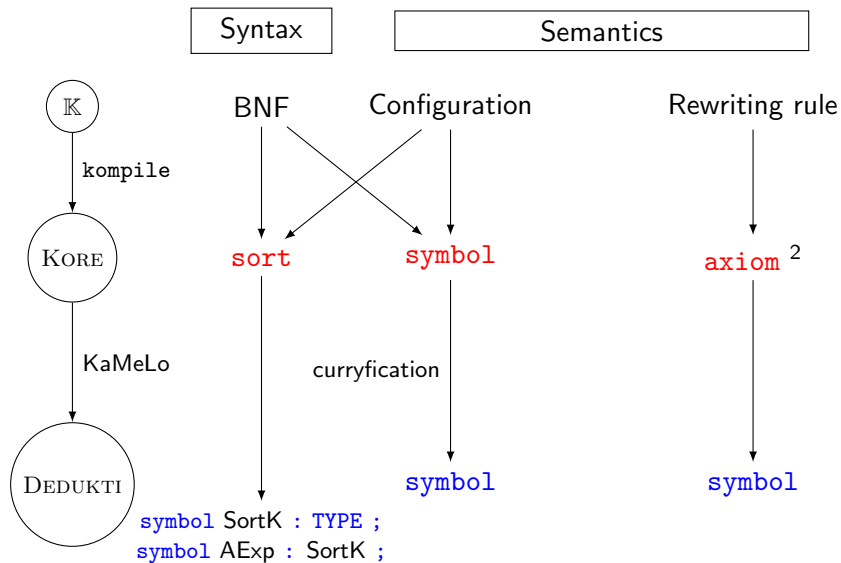 Syntax
Semantics
𝕂
BNF
Configuration
Rewriting rule
kompile
KORE
sort
symbol
axiom ²
KaMeLo
curryfication
DEDUKTI
symbol
symbol
symbol SortK : TYPE ;
symbol AExp : SortK ;